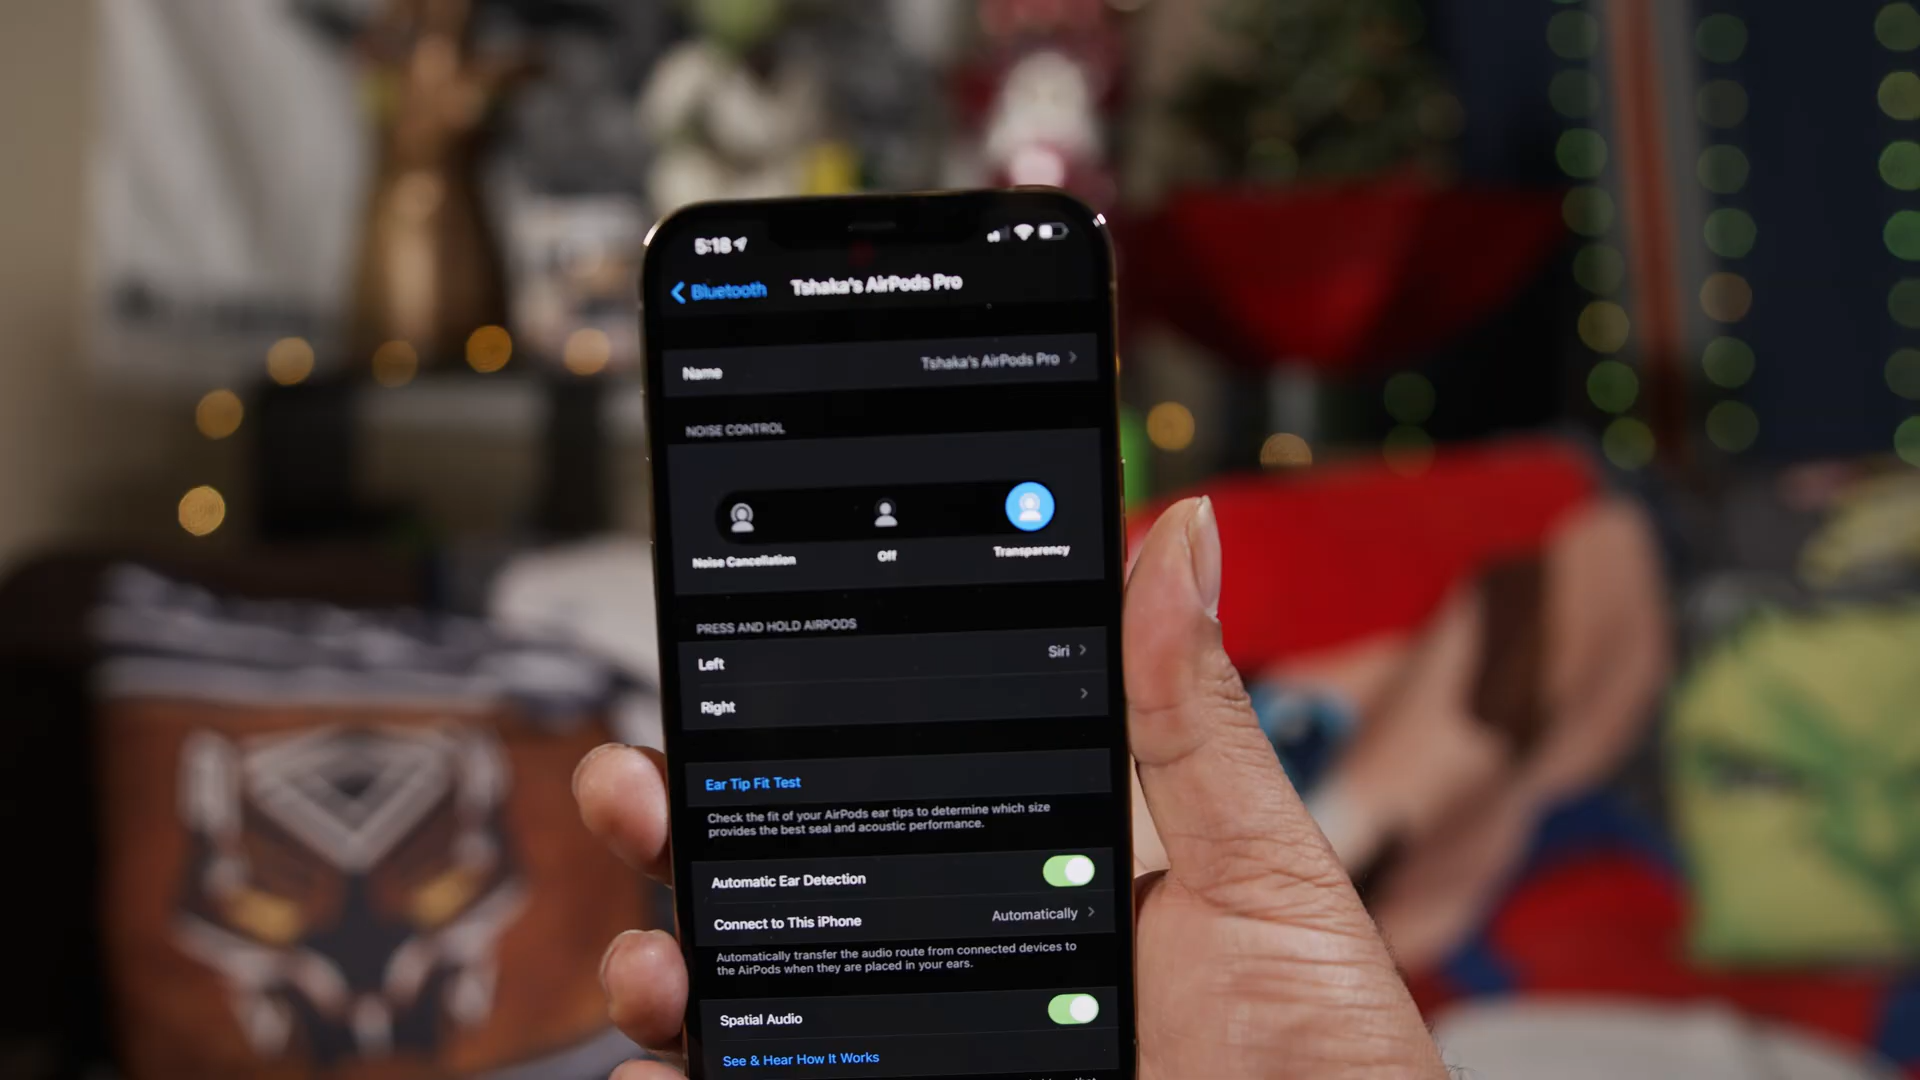 5:18
Bluetooth
Tshaka's AirPods Pro
Name
Tshaka's AirPods Pro
NOISE CONTROL
Noise Cancellation
Off
Transparency
PRESS AND HOLD AIRPODS
Left
Siri
Right
Ear Tip Fit Test
Check the fit of your AirPods ear tips to determine which size
provides the best seal and acoustic performance.
Automatic Ear Detection
Connect to This iPhone
Automatically
Automatically transfer the audio route from connected devices to
the AirPods when they are placed in your ears.
Spatial Audio
See & Hear How It Works